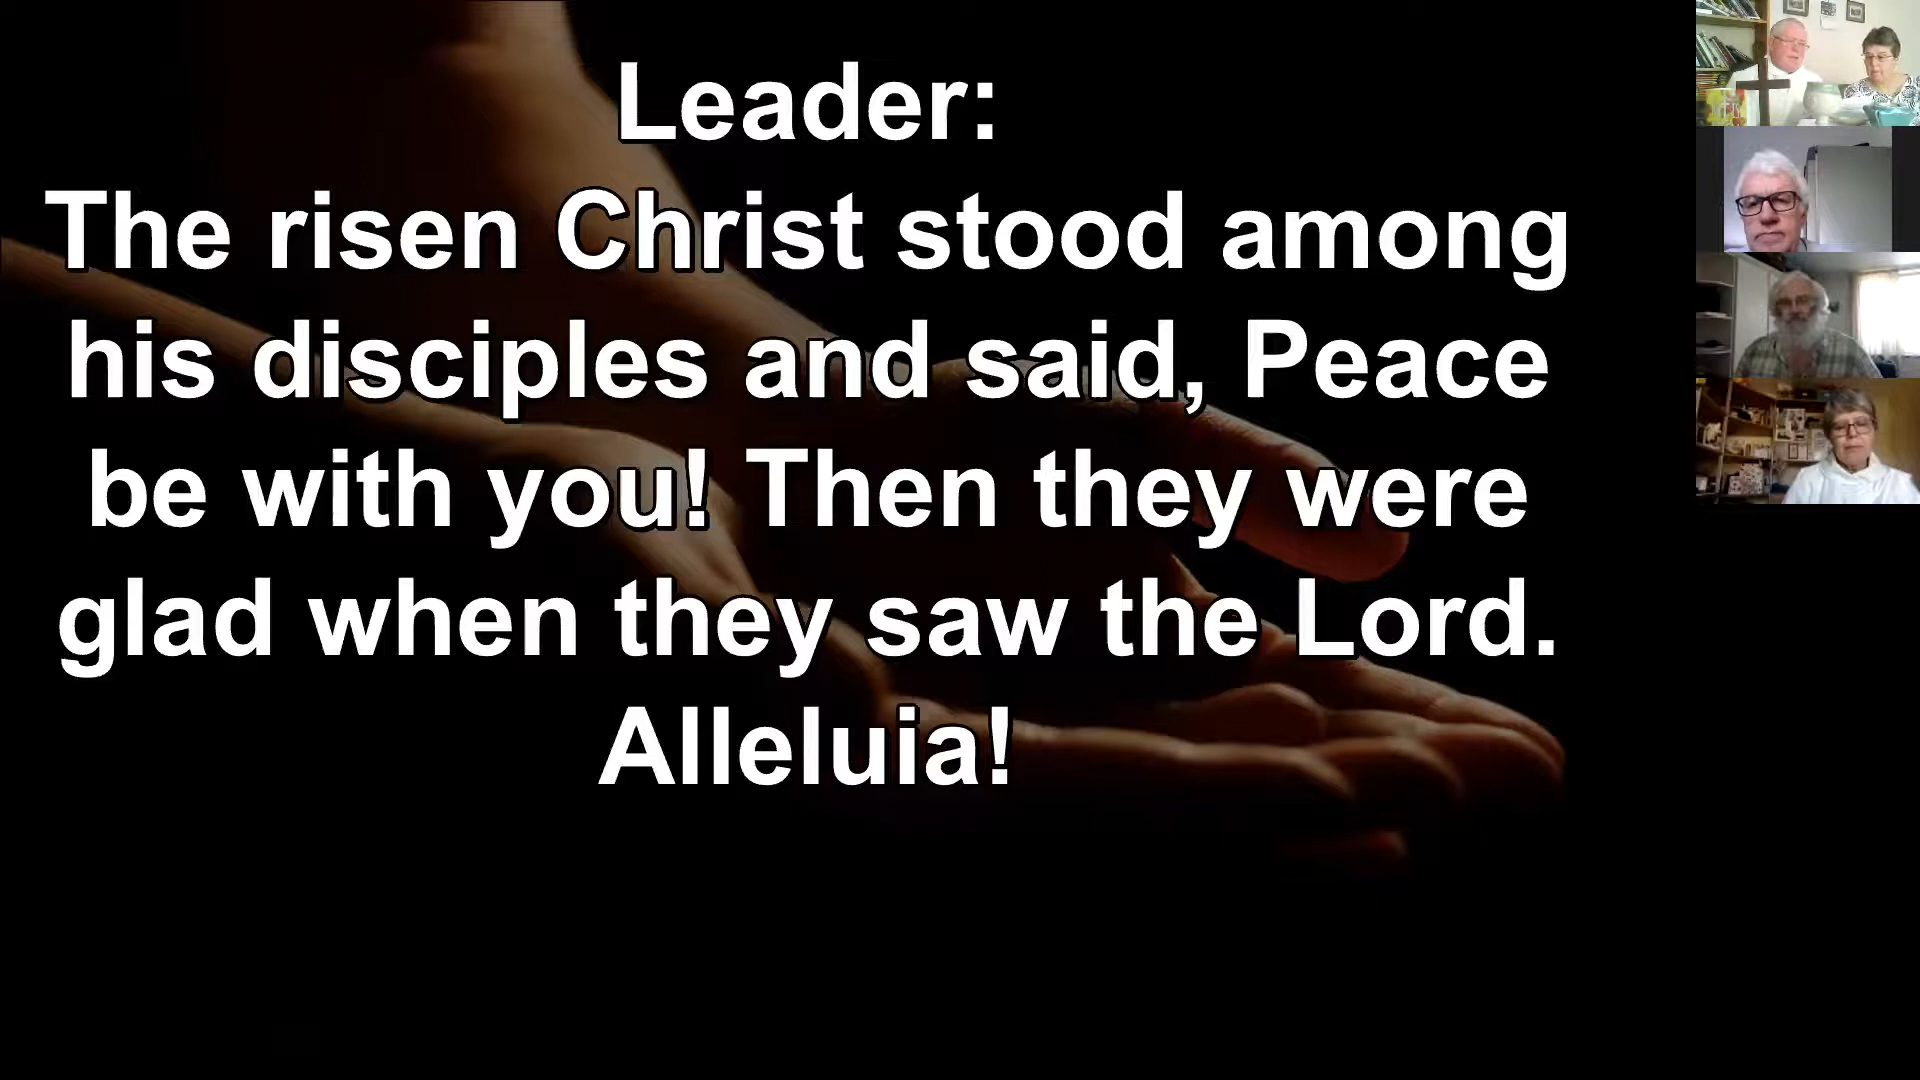 Leader:
The risen Christ stood among
his disciples and said, Peace
be with you! Then they were
glad when they saw the Lord.
Alleluia!